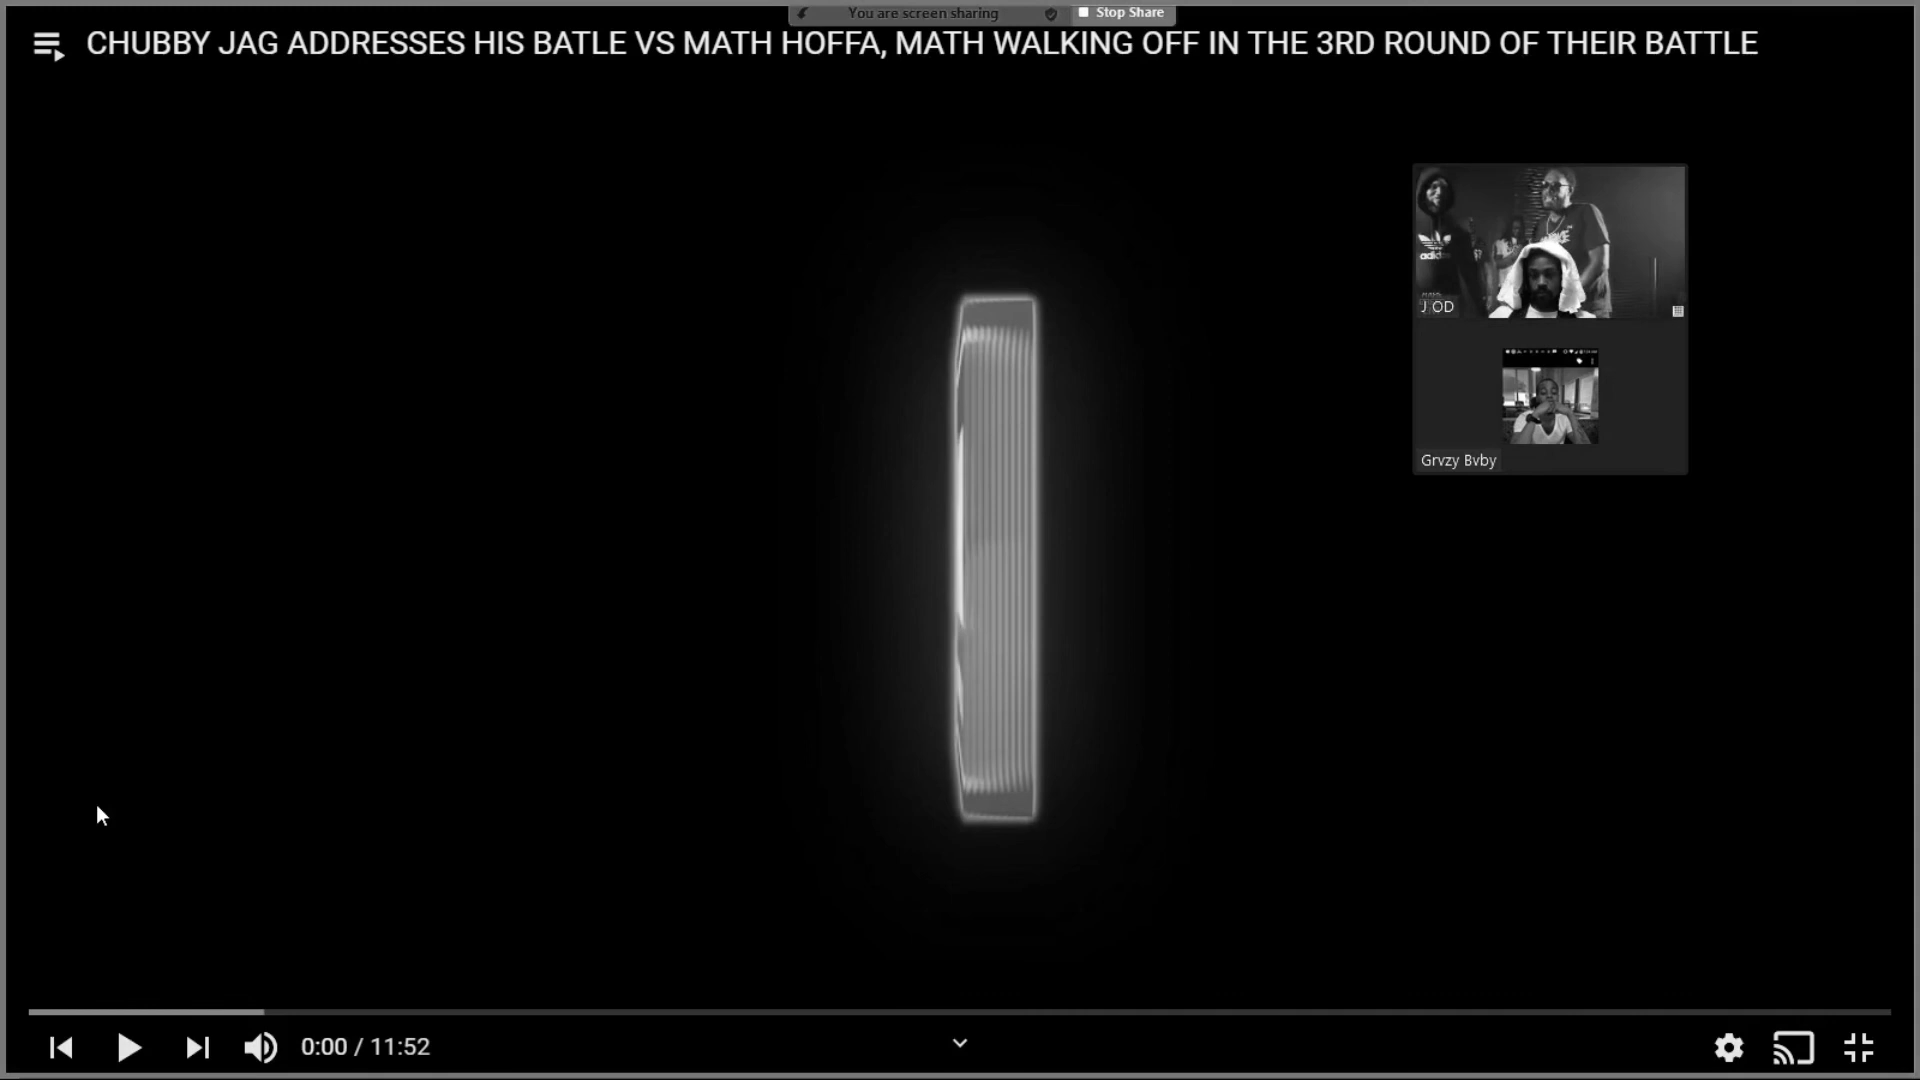 You are screen sharing
Stop Share
CHUBBY JAG ADDRESSES HIS BATLE VS MATH HOFFA, MATH WALKING OFF IN THE 3RD ROUND OF THEIR BATTLE
adidas
J OD
Grvzy Bvby
0:00 / 11:52